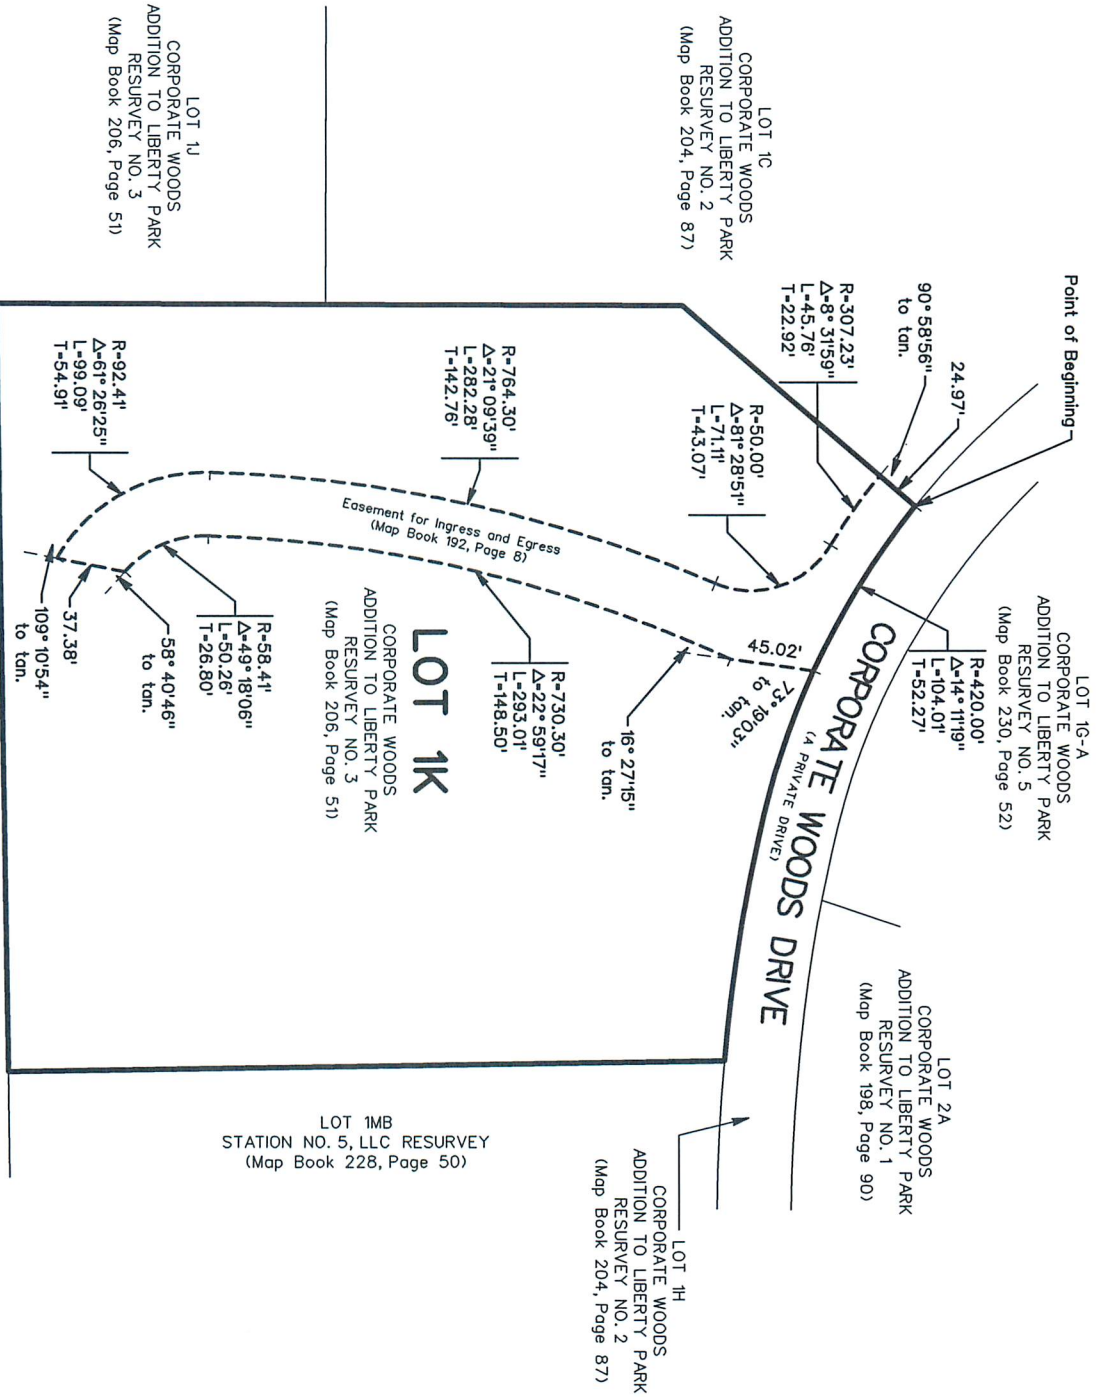 Point of Beginning
24.97'
90° 58'56"
to tan.
R=307.23'
Δ=8° 31'59"
L=45.76'
T=22.92'
R=50.00'
Δ=81° 28'51"
L=71.11'
T=43.07'
R=764.30'
Δ=21° 09'39"
L=282.28'
T=142.76'
R=92.41'
Δ=61° 26'25"
L=99.09'
T=54.91'
LOT 1C
CORPORATE WOODS
ADDITION TO LIBERTY PARK
RESURVEY NO. 2
(Map Book 204, Page 87)
LOT 1J
CORPORATE WOODS
ADDITION TO LIBERTY PARK
RESURVEY NO. 3
(Map Book 206, Page 51)
Easement for Ingress and Egress
(Map Book 192, Page 8)
LOT 1G-A
CORPORATE WOODS
ADDITION TO LIBERTY PARK
RESURVEY NO. 5
(Map Book 230, Page 52)
R=420.00'
Δ=14° 11'19"
L=104.01'
T=52.27'
CORPORATE WOODS DRIVE
(A PRIVATE DRIVE)
45.02'
73° 19'03"
to tan.
16° 27'15"
to tan.
R=730.30'
Δ=22° 59'17"
L=293.01'
T=148.50'
LOT 1K
CORPORATE WOODS
ADDITION TO LIBERTY PARK
RESURVEY NO. 3
(Map Book 206, Page 51)
R=58.41'
Δ=49° 18'06"
L=50.26'
T=26.80'
58° 40'46"
to tan.
37.38'
109° 10'54"
to tan.
LOT 2A
CORPORATE WOODS
ADDITION TO LIBERTY PARK
RESURVEY NO. 1
(Map Book 198, Page 90)
LOT 1H
CORPORATE WOODS
ADDITION TO LIBERTY PARK
RESURVEY NO. 2
(Map Book 204, Page 87)
LOT 1MB
STATION NO. 5, LLC RESURVEY
(Map Book 228, Page 50)